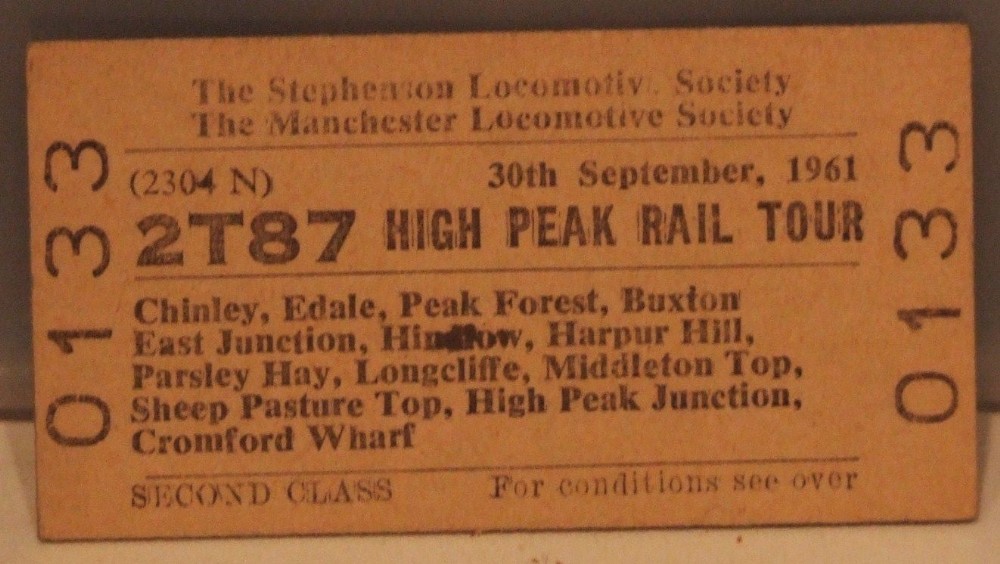 The Stephenson Locomotive Society
The Manchester Locomotive Society
(2304 N) 30th September, 1961
2T87 HIGH PEAK RAIL TOUR
Chinley, Edale, Peak Forest, Buxton
East Junction, Hindlow, Harpur Hill,
Parsley Hay, Longcliffe, Middleton Top,
Sheep Pasture Top, High Peak Junction,
Cromford Wharf
SECOND CLASS For conditions see over
0133
0133